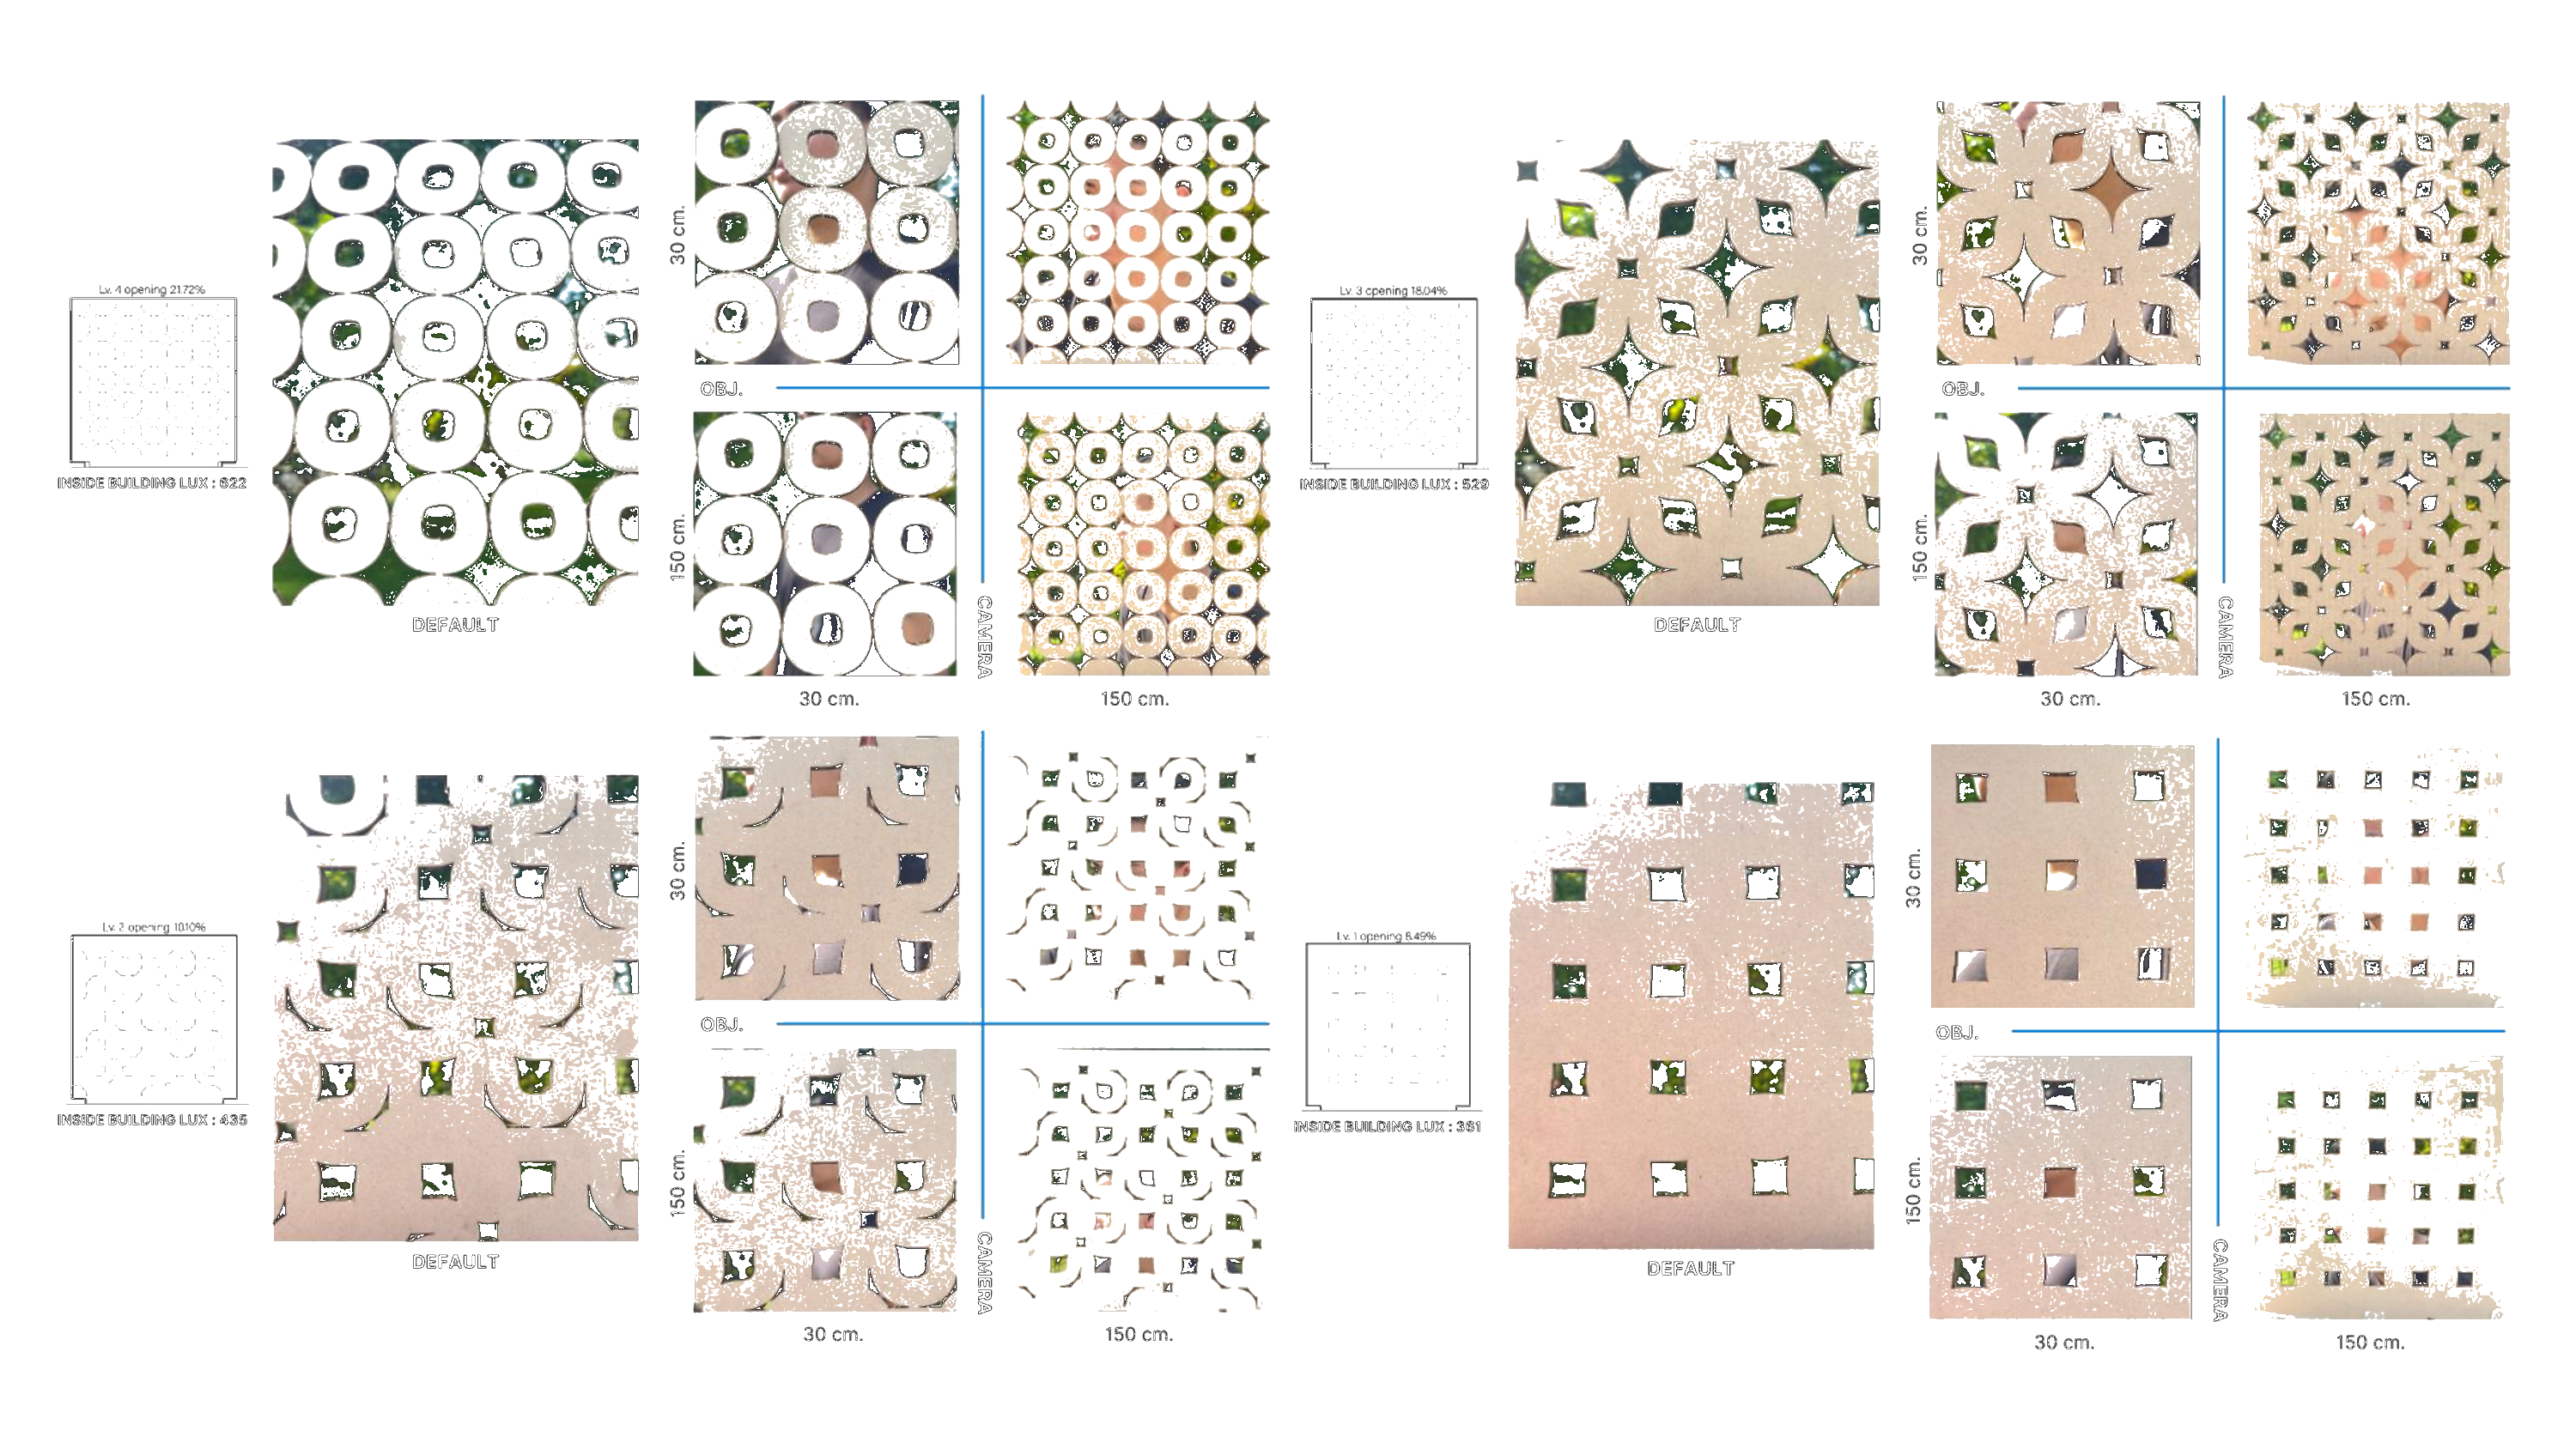 Lv. 4 opening 21.72%
INSIDE BUILDING LUX : 622
DEFAULT
30 cm.
OBJ.
150 cm.
CAMERA
30 cm.
150 cm.
Lv. 3 opening 18.04%
INSIDE BUILDING LUX : 529
DEFAULT
30 cm.
OBJ.
150 cm.
CAMERA
30 cm.
150 cm.
Lv. 2 opening 10.10%
INSIDE BUILDING LUX : 435
DEFAULT
30 cm.
OBJ.
150 cm.
CAMERA
30 cm.
150 cm.
Lv. 1 opening
INSIDE BUILDING LUX : 361
DEFAULT
30 cm.
OBJ.
150 cm.
CAMERA
30 cm.
150 cm.